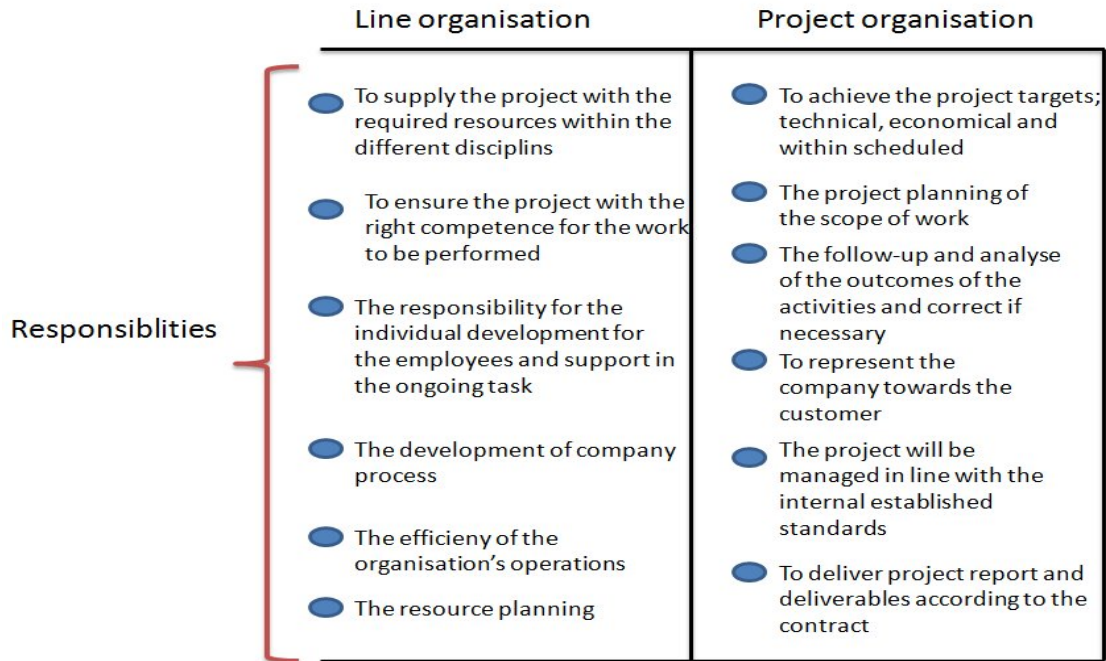 Line organisation
Project organisation
Responsiblities
To supply the project with the
required resources within the
different disciplins
To ensure the project with the
right competence for the work
to be performed
The responsibility for the
individual development for
the employees and support in
the ongoing task
The development of company
process
The efficieny of the
organisation's operations
The resource planning
To achieve the project targets;
technical, economical and
within scheduled
The project planning of
the scope of work
The follow-up and analyse
of the outcomes of the
activities and correct if
necessary
To represent the
company towards the
customer
The project will be
managed in line with the
internal established
standards
To deliver project report and
deliverables according to the
contract